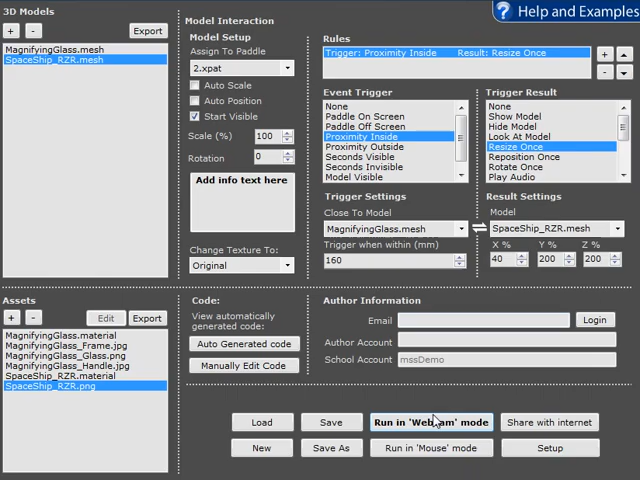 3D Models
+ - Export
MagnifyingGlass.mesh
SpaceShip_RZR.mesh
Model Interaction
Model Setup
Assign To Paddle
2.xpat
Auto Scale
Auto Position
Start Visible
Scale (%) 100
Rotation 0
Add info text here
Change Texture To:
Original
? Help and Examples
Rules
Trigger: Proximity Inside Result: Resize Once
+
-
Event Trigger
None
Paddle On Screen
Paddle Off Screen
Proximity Inside
Proximity Outside
Seconds Visible
Seconds Invisible
Model Visible
Trigger Result
None
Show Model
Hide Model
Look At Model
Resize Once
Reposition Once
Rotate Once
Play Audio
Trigger Settings
Close To Model
MagnifyingGlass.mesh
Trigger when within (mm)
160
Result Settings
Model
SpaceShip_RZR.mesh
X % Y % Z %
40 200 200
Assets
+ - Edit Export
MagnifyingGlass.material
MagnifyingGlass_Frame.jpg
MagnifyingGlass_Glass.png
MagnifyingGlass_Handle.jpg
SpaceShip_RZR.material
SpaceShip_RZR.png
Code:
View automatically
generated code:
Auto Generated code
Manually Edit Code
Author Information
Email Login
Author Account
School Account mssDemo
Load Save Run in 'Webcam' mode Share with internet
New Save As Run in 'Mouse' mode Setup